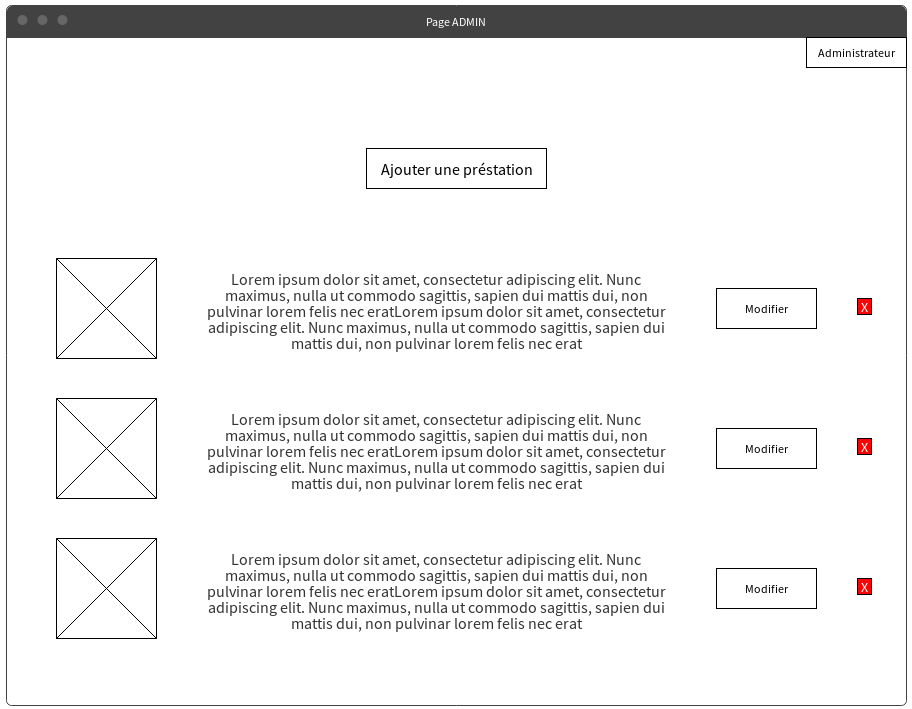 Page ADMIN
Administrateur
Ajouter une préstation
Lorem ipsum dolor sit amet, consectetur adipiscing elit. Nunc
maximus, nulla ut commodo sagittis, sapien dui mattis dui, non
pulvinar lorem felis nec eratLorem ipsum dolor sit amet, consectetur
adipiscing elit. Nunc maximus, nulla ut commodo sagittis, sapien dui
mattis dui, non pulvinar lorem felis nec erat
Modifier
X
Lorem ipsum dolor sit amet, consectetur adipiscing elit. Nunc
maximus, nulla ut commodo sagittis, sapien dui mattis dui, non
pulvinar lorem felis nec eratLorem ipsum dolor sit amet, consectetur
adipiscing elit. Nunc maximus, nulla ut commodo sagittis, sapien dui
mattis dui, non pulvinar lorem felis nec erat
Modifier
X
Lorem ipsum dolor sit amet, consectetur adipiscing elit. Nunc
maximus, nulla ut commodo sagittis, sapien dui mattis dui, non
pulvinar lorem felis nec eratLorem ipsum dolor sit amet, consectetur
adipiscing elit. Nunc maximus, nulla ut commodo sagittis, sapien dui
mattis dui, non pulvinar lorem felis nec erat
Modifier
X